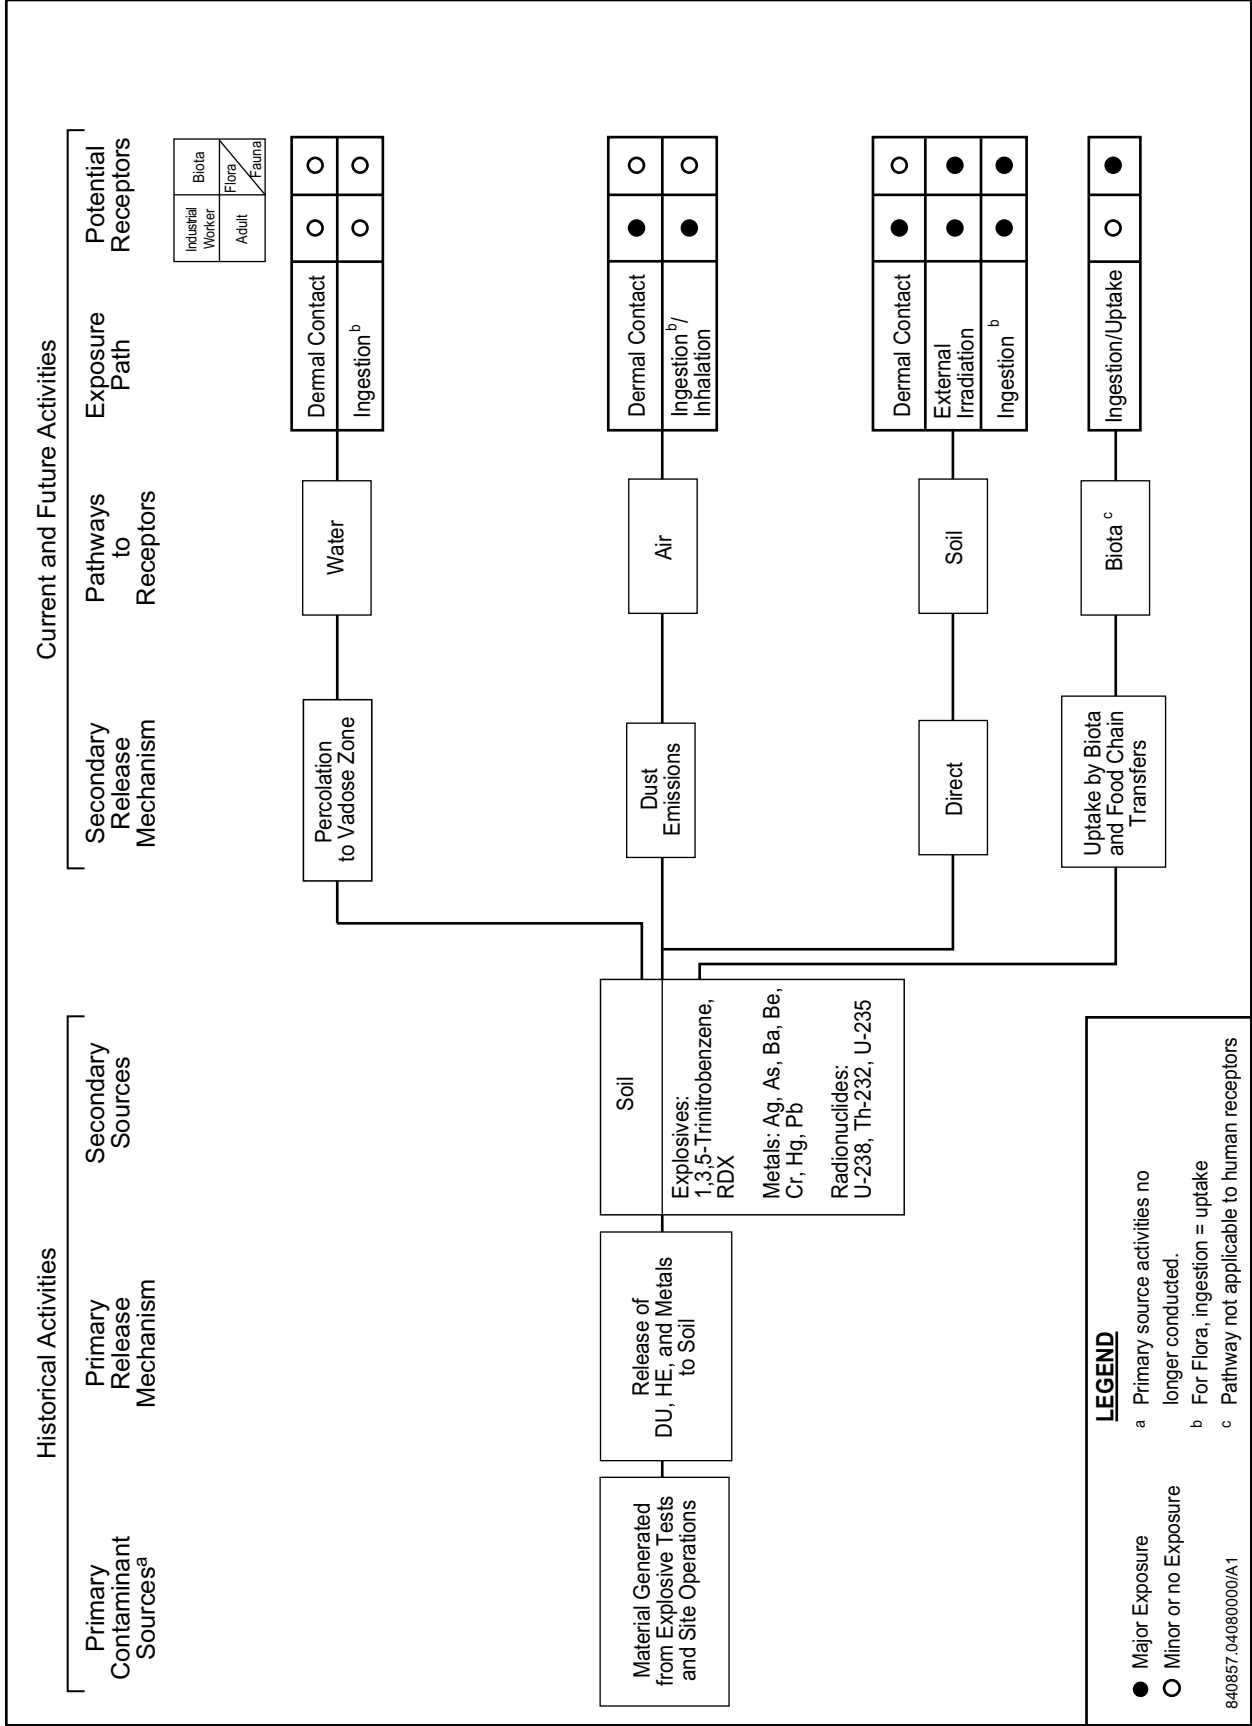 Historical Activities
Current and Future Activities
Primary
Contaminant
Sourcesa
Primary
Release
Mechanism
Secondary
Sources
Secondary
Release
Mechanism
Pathways
to
Receptors
Exposure
Path
Potential
Receptors
Industrial
Worker
Biota
Adult
Flora
Fauna
Percolation
to Vadose Zone
Water
Dermal Contact
Ingestion b
Material Generated
from Explosive Tests
and Site Operations
Release of
DU, HE, and Metals
to Soil
Soil
Explosives:
1,3,5-Trinitrobenzene,
RDX
Metals: Ag, As, Ba, Be,
Cr, Hg, Pb
Radionuclides:
U-238, Th-232, U-235
Dust
Emissions
Air
Dermal Contact
Ingestion b/
Inhalation
Direct
Soil
Dermal Contact
External
Irradiation
Ingestion b
Uptake by Biota
and Food Chain
Transfers
Biota c
Ingestion/Uptake
LEGEND
Major Exposure
Minor or no Exposure
a Primary source activities no
longer conducted.
b For Flora, ingestion = uptake
c Pathway not applicable to human receptors
840857.04080000/A1